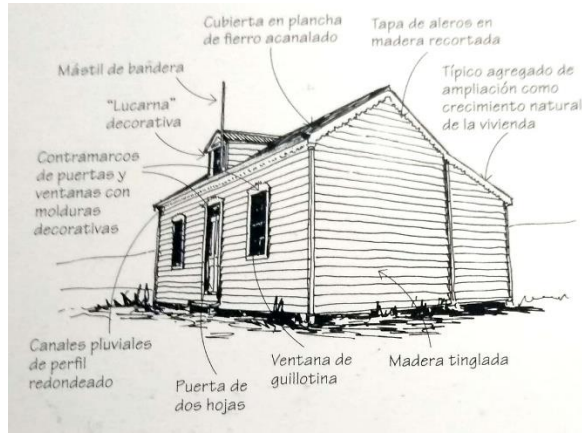 Cubierta en plancha
de fierro acanalado
Tapa de aleros en
madera recortada
Mástil de bandera
Típico agregado de
ampliación como
crecimiento natural
de la vivienda
"Lucarna"
decorativa
Contramarcos
de puertas y
ventanas con
molduras
decorativas
Canales pluviales
de perfil
redondeado
Puerta de
dos hojas
Ventana de
guillotina
Madera tinglada